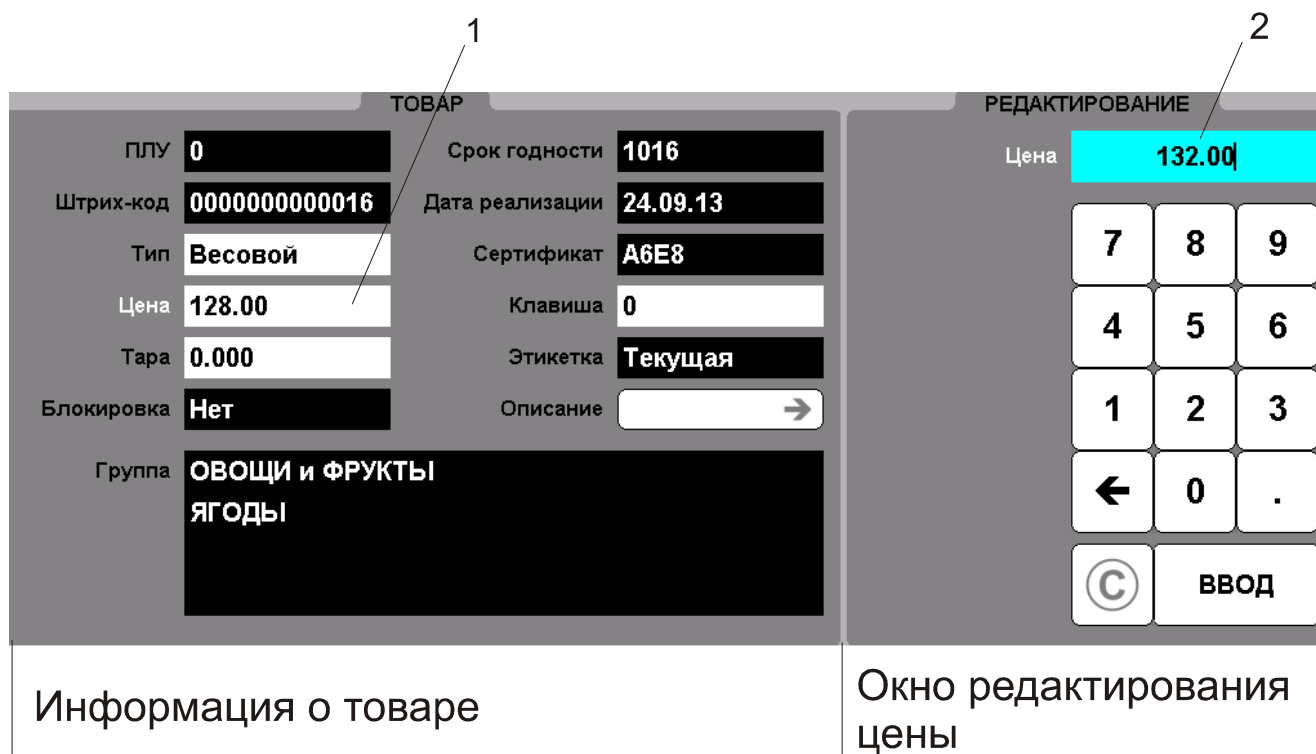 1
2
ТОВАР
ПЛУ 0
Штрих-код 0000000000016
Тип Весовой
Цена 128.00
Тара 0.000
Блокировка Нет
Срок годности 1016
Дата реализации 24.09.13
Сертификат A6E8
Клавиша 0
Этикетка Текущая
Описание
Группа ОВОЩИ и ФРУКТЫ
ЯГОДЫ
РЕДАКТИРОВАНИЕ
Цена 132.00
7 8 9
4 5 6
1 2 3
0 .
C ВВОД
Информация о товаре
Окно редактирования
цены